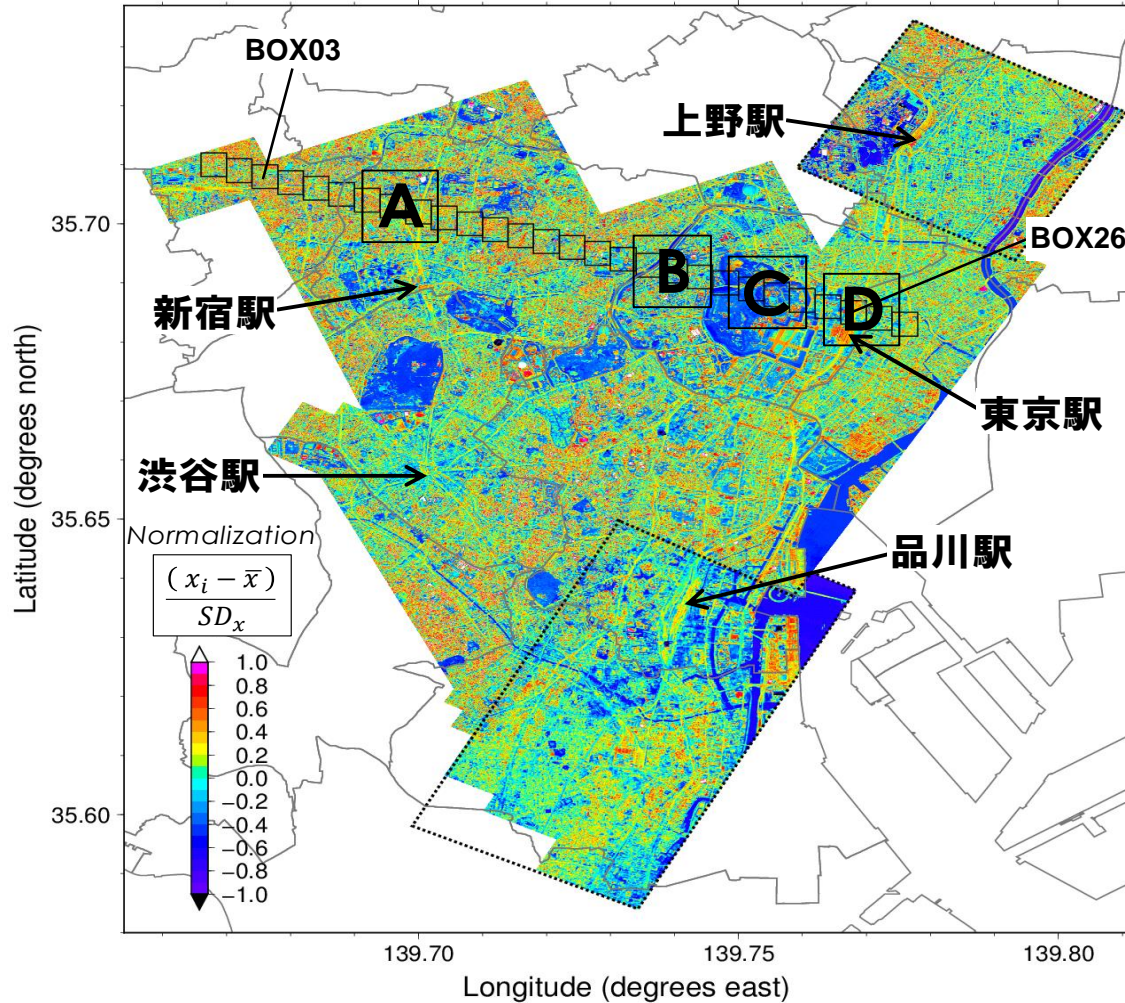 BOX03
上野駅
35.70
A
BOX26
B
C
D
新宿駅
東京駅
渋谷駅
Latitude (degrees north)
35.65
Normalization
( x_i − x̄ )
SD_x
品川駅
1.0
0.8
0.6
0.4
0.2
0.0
−0.2
−0.4
−0.6
−0.8
−1.0
35.60
139.70
139.75
139.80
Longitude (degrees east)